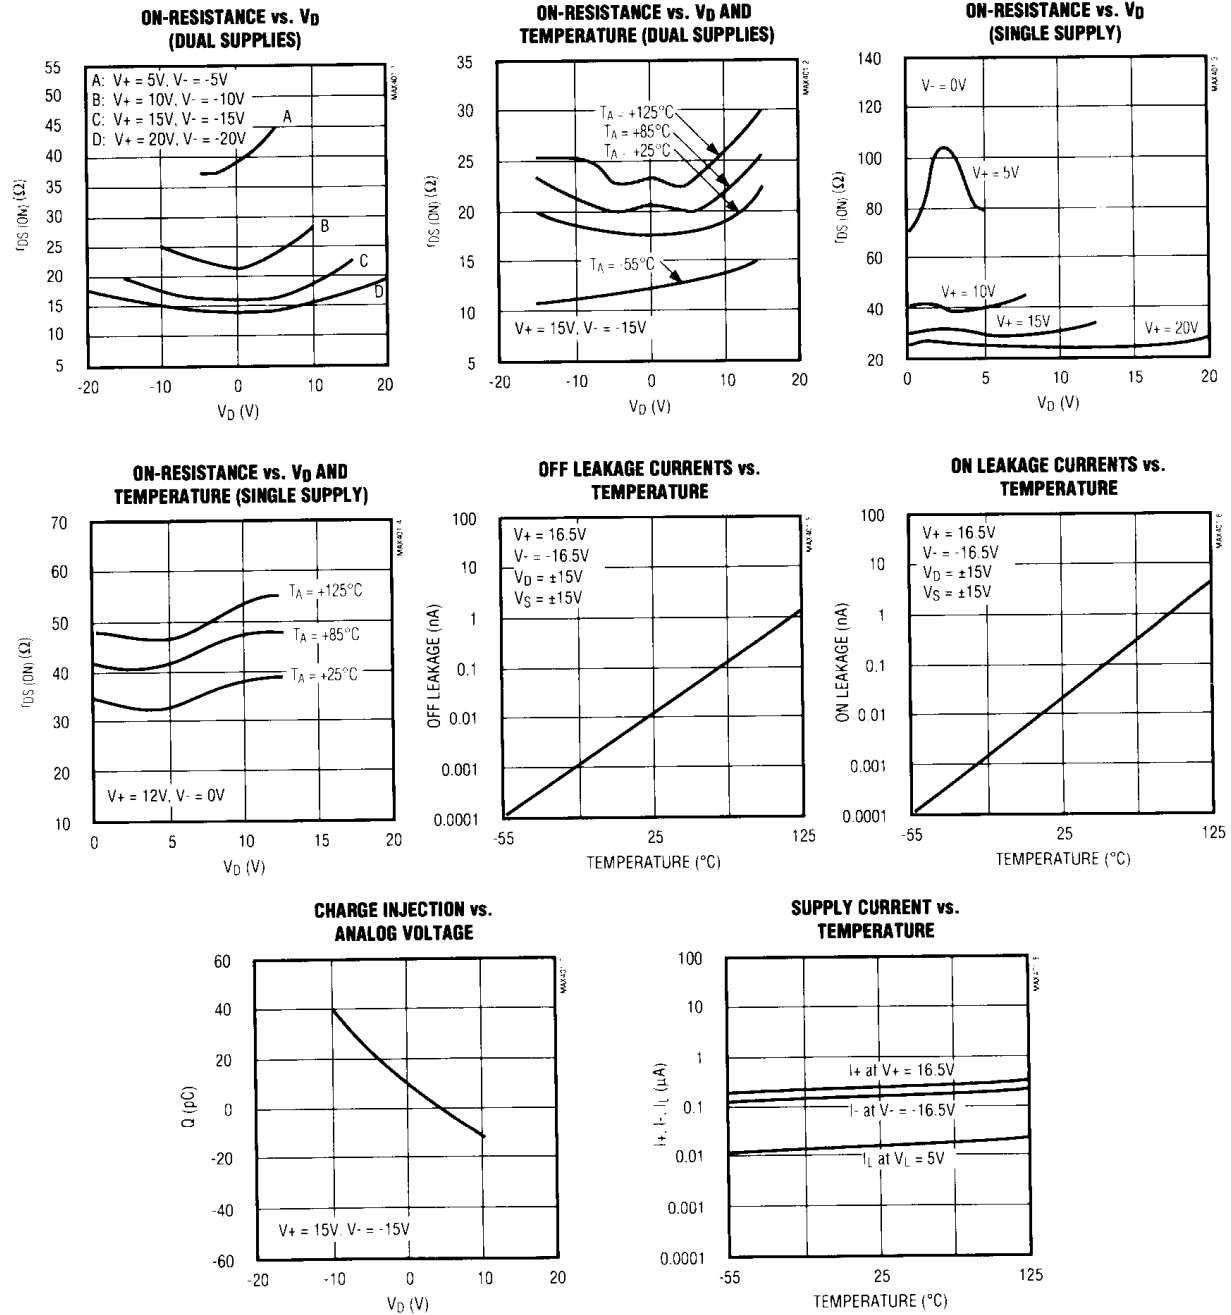 ON-RESISTANCE vs. VD
(DUAL SUPPLIES)
55
50
45
40
35
30
25
20
15
10
5
rDS (ON) (Ω)
A: V+ = 5V, V- = -5V
B: V+ = 10V, V- = -10V
C: V+ = 15V, V- = -15V
D: V+ = 20V, V- = -20V
A
B
C
D
-20
-10
0
10
20
VD (V)
MAX401-1
ON-RESISTANCE vs. VD AND
TEMPERATURE (DUAL SUPPLIES)
35
30
25
20
15
10
5
rDS (ON) (Ω)
TA = +125°C
TA = +85°C
TA = +25°C
TA = -55°C
V+ = 15V, V- = -15V
-20
-10
0
10
20
VD (V)
MAX401-2
ON-RESISTANCE vs. VD
(SINGLE SUPPLY)
140
120
100
80
60
40
20
rDS (ON) (Ω)
V- = 0V
V+ = 5V
V+ = 10V
V+ = 15V
V+ = 20V
0
5
10
15
20
VD (V)
MAX401-3
ON-RESISTANCE vs. VD AND
TEMPERATURE (SINGLE SUPPLY)
70
60
50
40
30
20
10
rDS (ON) (Ω)
TA = +125°C
TA = +85°C
TA = +25°C
V+ = 12V, V- = 0V
0
5
10
15
20
VD (V)
MAX401-4
OFF LEAKAGE CURRENTS vs.
TEMPERATURE
100
10
1
0.1
0.01
0.001
0.0001
OFF LEAKAGE (nA)
V+ = 16.5V
V- = -16.5V
VD = ±15V
VS = ±15V
-55
25
125
TEMPERATURE (°C)
MAX401-5
ON LEAKAGE CURRENTS vs.
TEMPERATURE
100
10
1
0.1
0.01
0.001
0.0001
ON LEAKAGE (nA)
V+ = 16.5V
V- = -16.5V
VD = ±15V
VS = ±15V
-55
25
125
TEMPERATURE (°C)
MAX401-6
CHARGE INJECTION vs.
ANALOG VOLTAGE
60
40
20
0
-20
-40
-60
Q (pC)
V+ = 15V, V- = -15V
-20
-10
0
10
20
VD (V)
SUPPLY CURRENT vs.
TEMPERATURE
100
10
1
0.1
0.01
0.001
0.0001
I+, I-, IL (µA)
I+ at V+ = 16.5V
I- at V- = -16.5V
IL at VL = 5V
-55
25
125
TEMPERATURE (°C)